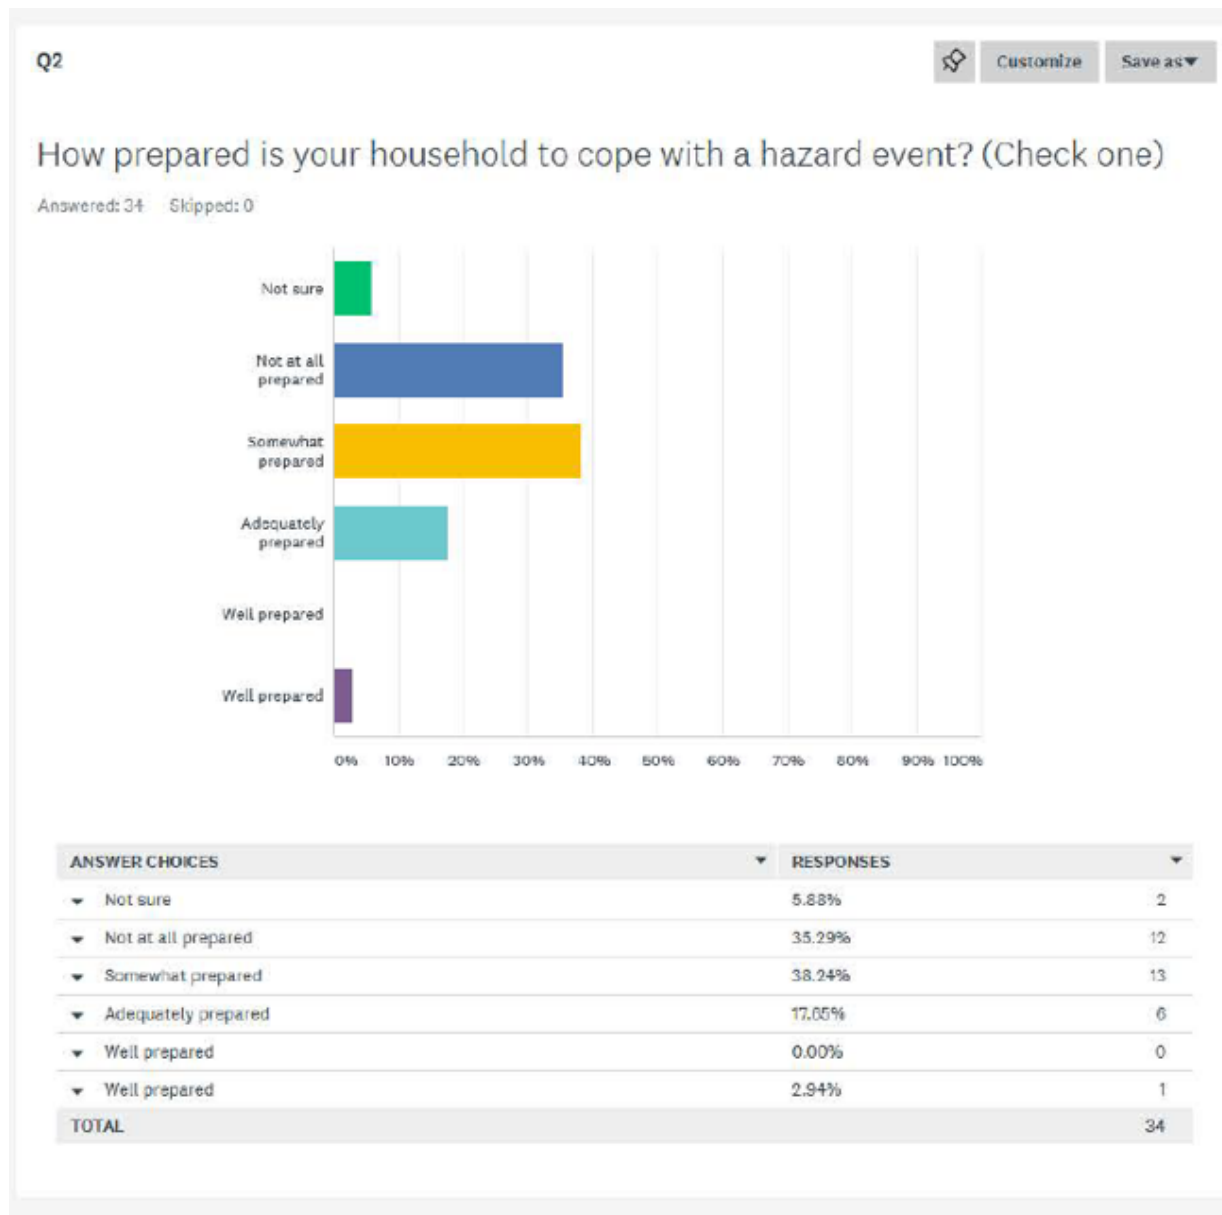 Q2
Customize
Save as
How prepared is your household to cope with a hazard event? (Check one)
Answered: 34 Skipped: 0
Not sure
Not at all
prepared
Somewhat
prepared
Adequately
prepared
Well prepared
Well prepared
0% 10% 20% 30% 40% 50% 60% 70% 80% 90% 100%
ANSWER CHOICES RESPONSES
Not sure 5.88% 2
Not at all prepared 35.29% 12
Somewhat prepared 38.24% 13
Adequately prepared 17.65% 6
Well prepared 0.00% 0
Well prepared 2.94% 1
TOTAL 34